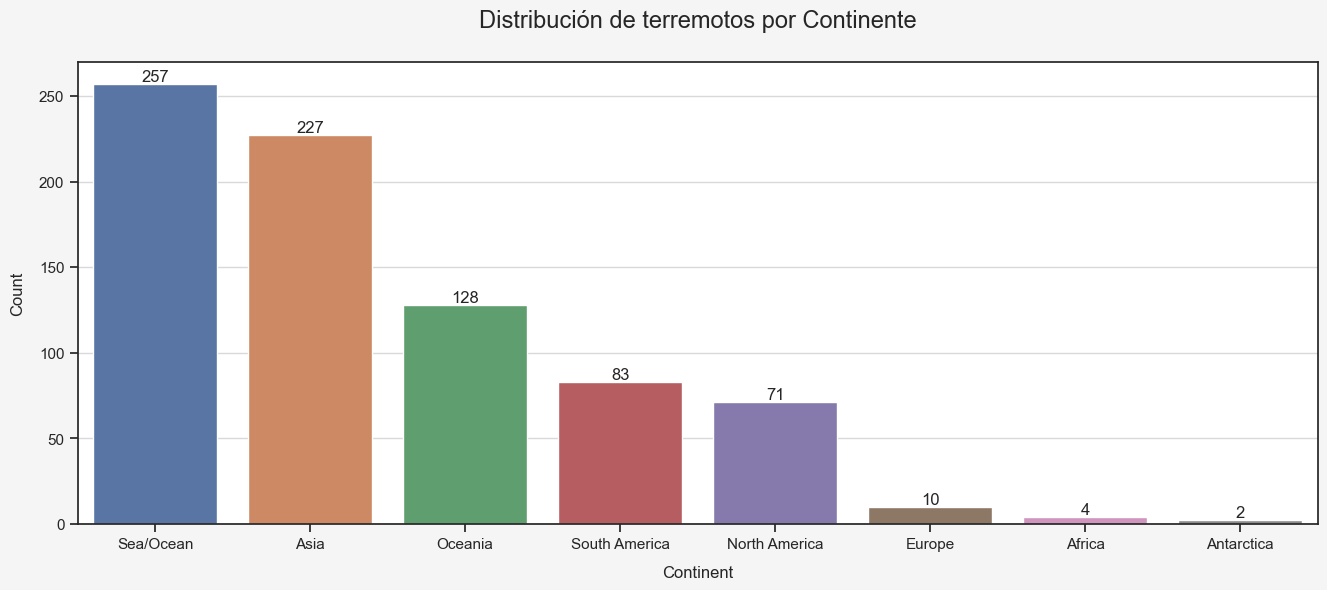 Distribución de terremotos por Continente
257
227
128
83
71
10
4
2
250
200
150
100
50
0
Count
Sea/Ocean
Asia
Oceania
South America
North America
Europe
Africa
Antarctica
Continent